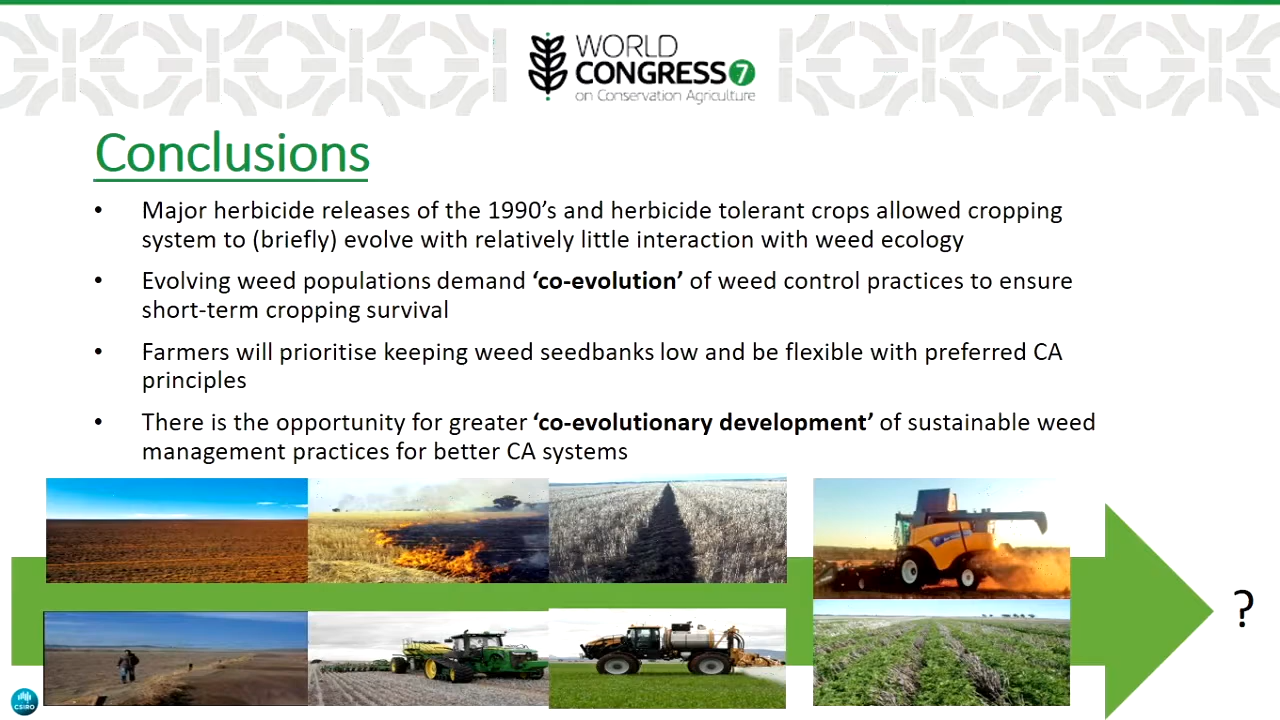 WORLD
CONGRESS 7
on Conservation Agriculture
Conclusions
• Major herbicide releases of the 1990’s and herbicide tolerant crops allowed cropping
system to (briefly) evolve with relatively little interaction with weed ecology
• Evolving weed populations demand ‘co-evolution’ of weed control practices to ensure
short-term cropping survival
• Farmers will prioritise keeping weed seedbanks low and be flexible with preferred CA
principles
• There is the opportunity for greater ‘co-evolutionary development’ of sustainable weed
management practices for better CA systems
?
CSIRO